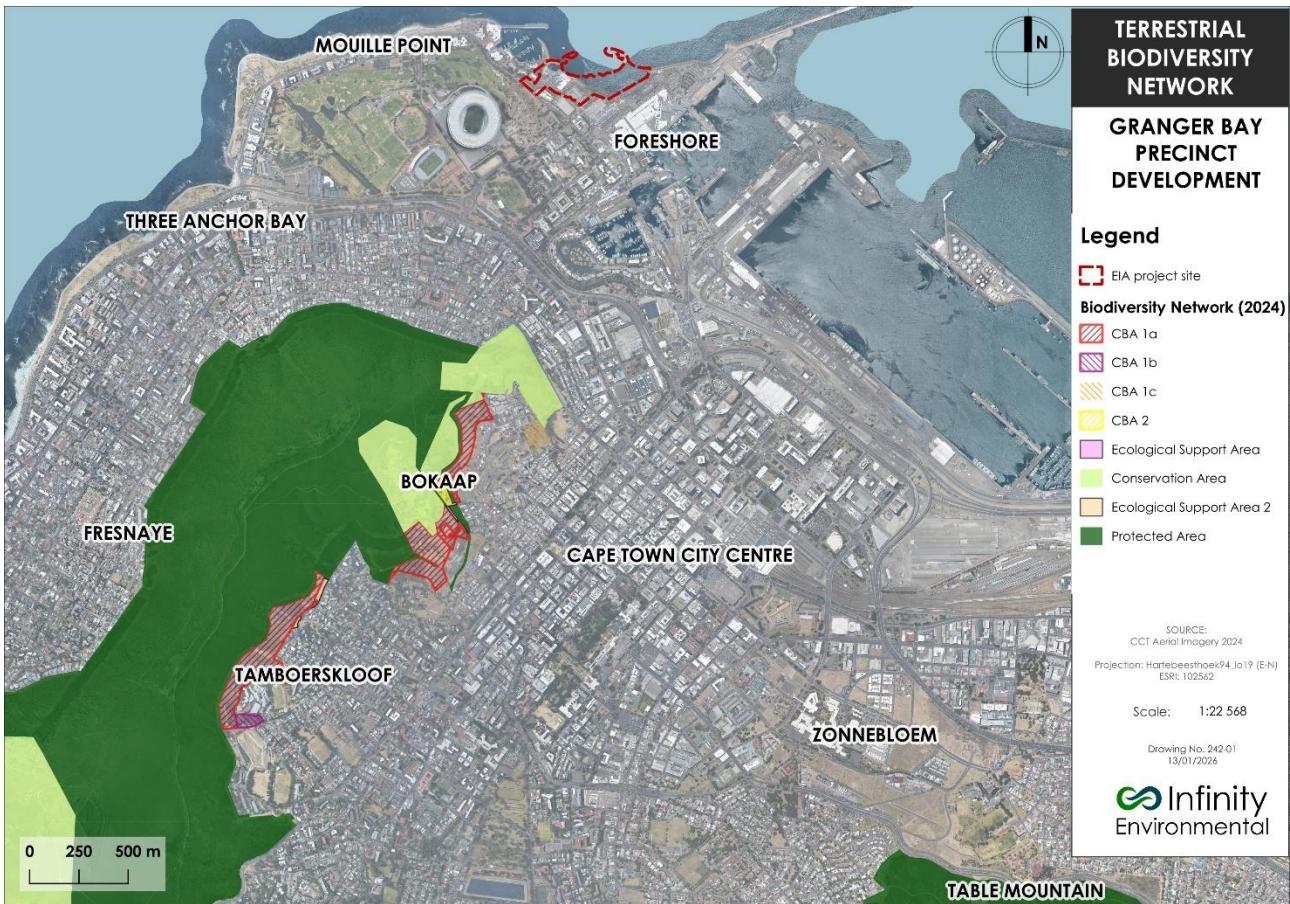 MOUILLE POINT
FORESHORE
THREE ANCHOR BAY
BOKAAP
FRESNAYE
CAPE TOWN CITY CENTRE
TAMBOERSKLOOF
ZONNEBLOEM
TABLE MOUNTAIN
0 250 500 m
N
TERRESTRIAL
BIODIVERSITY
NETWORK
GRANGER BAY
PRECINCT
DEVELOPMENT
Legend
EIA project site
Biodiversity Network (2024)
CBA 1a
CBA 1b
CBA 1c
CBA 2
Ecological Support Area
Conservation Area
Ecological Support Area 2
Protected Area
SOURCE:
CCT Aerial Imagery 2024
Projection: Hartebeesthoek94_lo19 (E-N)
ESRI: 102562
Scale: 1:22 568
Drawing No. 242-01
13/01/2026
Infinity
Environmental